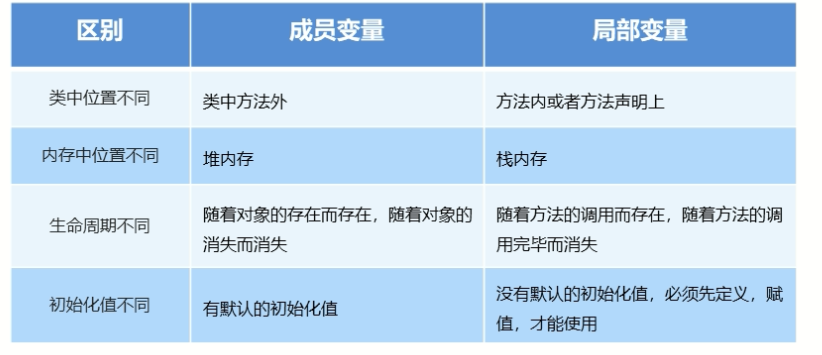 区别 成员变量 局部变量
类中位置不同 类中方法外 方法内或者方法声明上
内存中位置不同 堆内存 栈内存
生命周期不同 随着对象的存在而存在，随着对象的
消失而消失 随着方法的调用而存在，随着方法的调
用完毕而消失
初始化值不同 有默认的初始化值 没有默认的初始化值，必须先定义，赋
值，才能使用